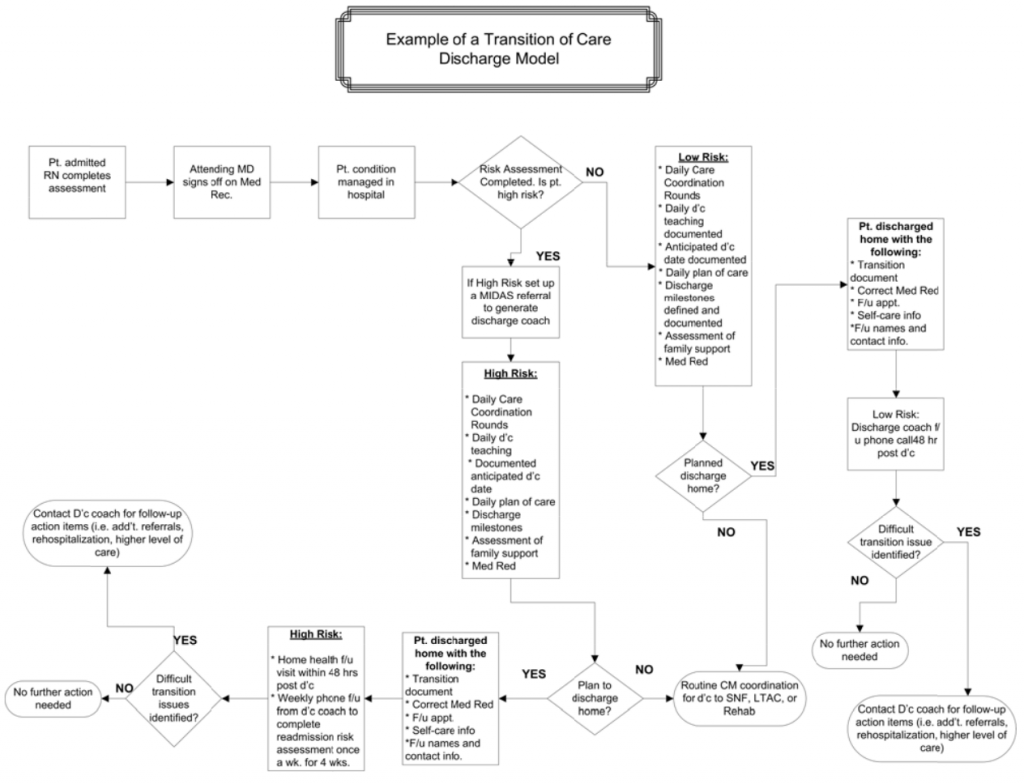 Example of a Transition of Care
Discharge Model
Pt. admitted
RN completes
assessment
Attending MD
signs off on Med
Rec.
Pt. condition
managed in
hospital
Risk Assessment
Completed. Is pt.
high risk?
NO
YES
If High Risk set up
a MIDAS referral
to generate
discharge coach
High Risk:
* Daily Care
Coordination
Rounds
* Daily d'c
teaching
* Documented
anticipated d'c
date
* Daily plan of care
* Discharge
milestones
* Assessment of
family support
* Med Red
Low Risk:
* Daily Care
Coordination
Rounds
* Daily d'c
teaching
documented
* Anticipated d'c
date documented
* Daily plan of care
* Discharge
milestones
defined and
documented
* Assessment of
family support
* Med Red
Planned
discharge
home?
YES
NO
Pt. discharged
home with the
following:
* Transition
document
* Correct Med Red
* F/u appt.
* Self-care info
*F/u names and
contact info.
Low Risk:
Discharge coach f/
u phone call48 hr
post d'c
Difficult
transition issue
identified?
YES
NO
No further action
needed
Contact D'c coach for follow-up
action items (i.e. add't. referrals,
rehospitalization, higher level of
care)
Plan to
discharge
home?
NO
YES
Routine CM coordination
for d'c to SNF, LTAC, or
Rehab
Pt. discharged
home with the
following:
* Transition
document
* Correct Med Red
* F/u appt.
* Self-care info
*F/u names and
contact info.
High Risk:
* Home health f/u
visit within 48 hrs
post d'c
* Weekly phone f/u
from d'c coach to
complete
readmission risk
assessment once
a wk. for 4 wks.
Difficult
transition
issues
identified?
YES
NO
No further action
needed
Contact D'c coach for follow-up
action items (i.e. add't. referrals,
rehospitalization, higher level of
care)